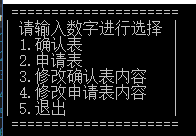 ====================
|请输入数字进行选择 |
|1.确认表
|2.申请表
|3.修改确认表内容 |
|4.修改申请表内容 |
|5.退出
====================